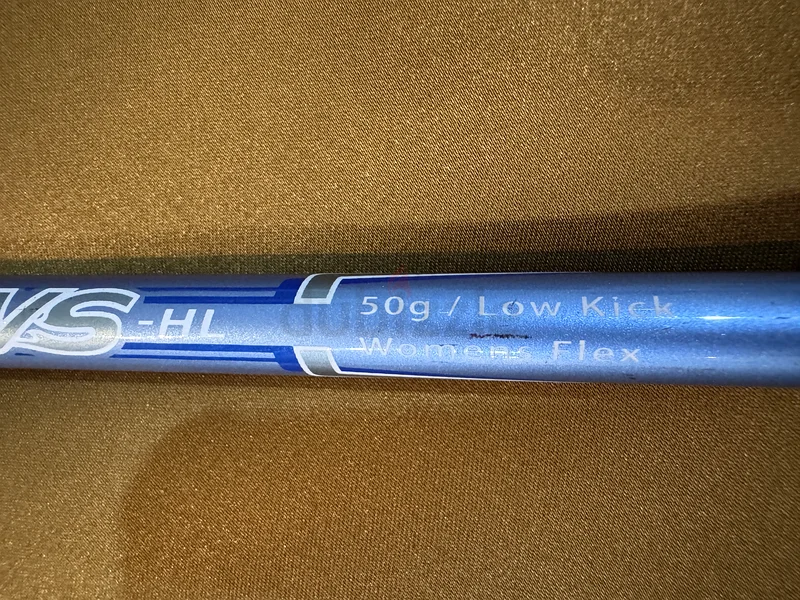 VS-HL
50g / Low Kick
Womens Flex